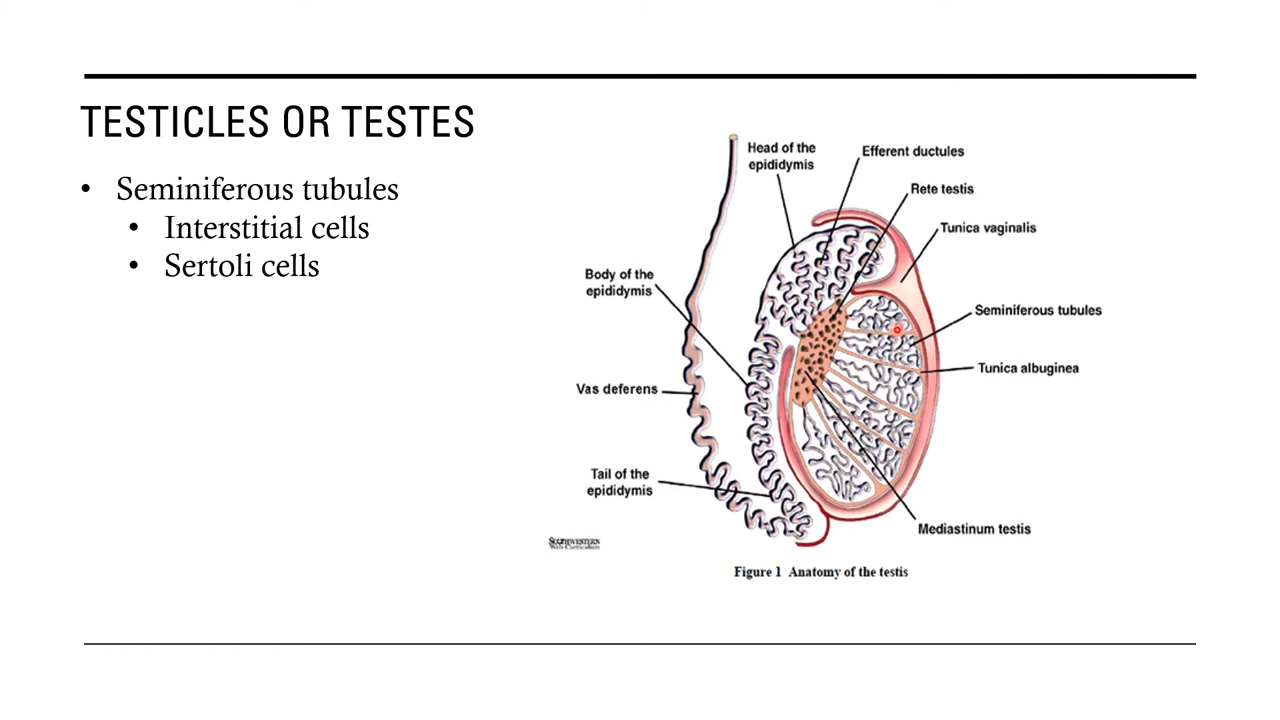 TESTICLES OR TESTES
• Seminiferous tubules
• Interstitial cells
• Sertoli cells
Head of the
epididymis
Efferent ductules
Rete testis
Tunica vaginalis
Body of the
epididymis
Seminiferous tubules
Tunica albuginea
Vas deferens
Tail of the
epididymis
Mediastinum testis
SOUTHWESTERN
Figure 1 Anatomy of the testis